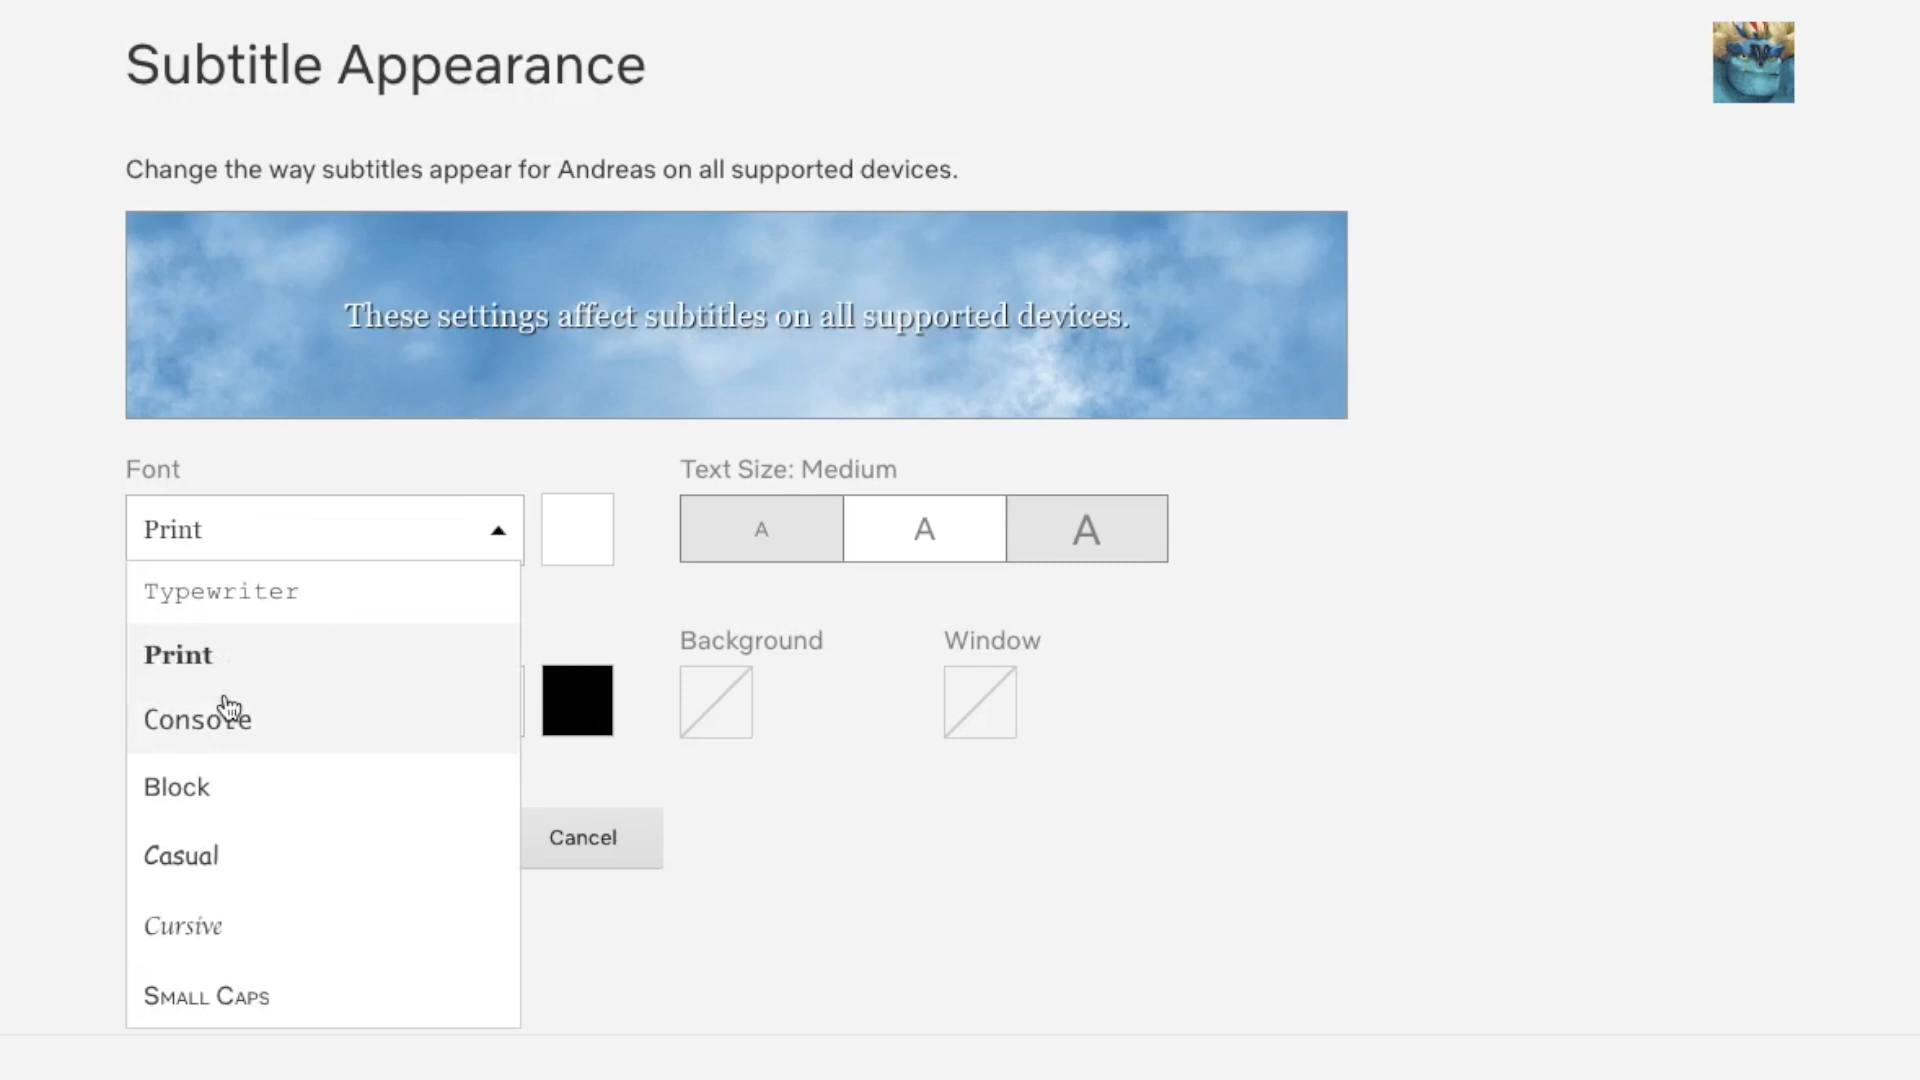 Subtitle Appearance
Change the way subtitles appear for Andreas on all supported devices.
These settings affect subtitles on all supported devices.
Font
Text Size: Medium
Print
A A A
Typewriter
Print
Background
Window
Console
Block
Cancel
Casual
Cursive
SMALL CAPS